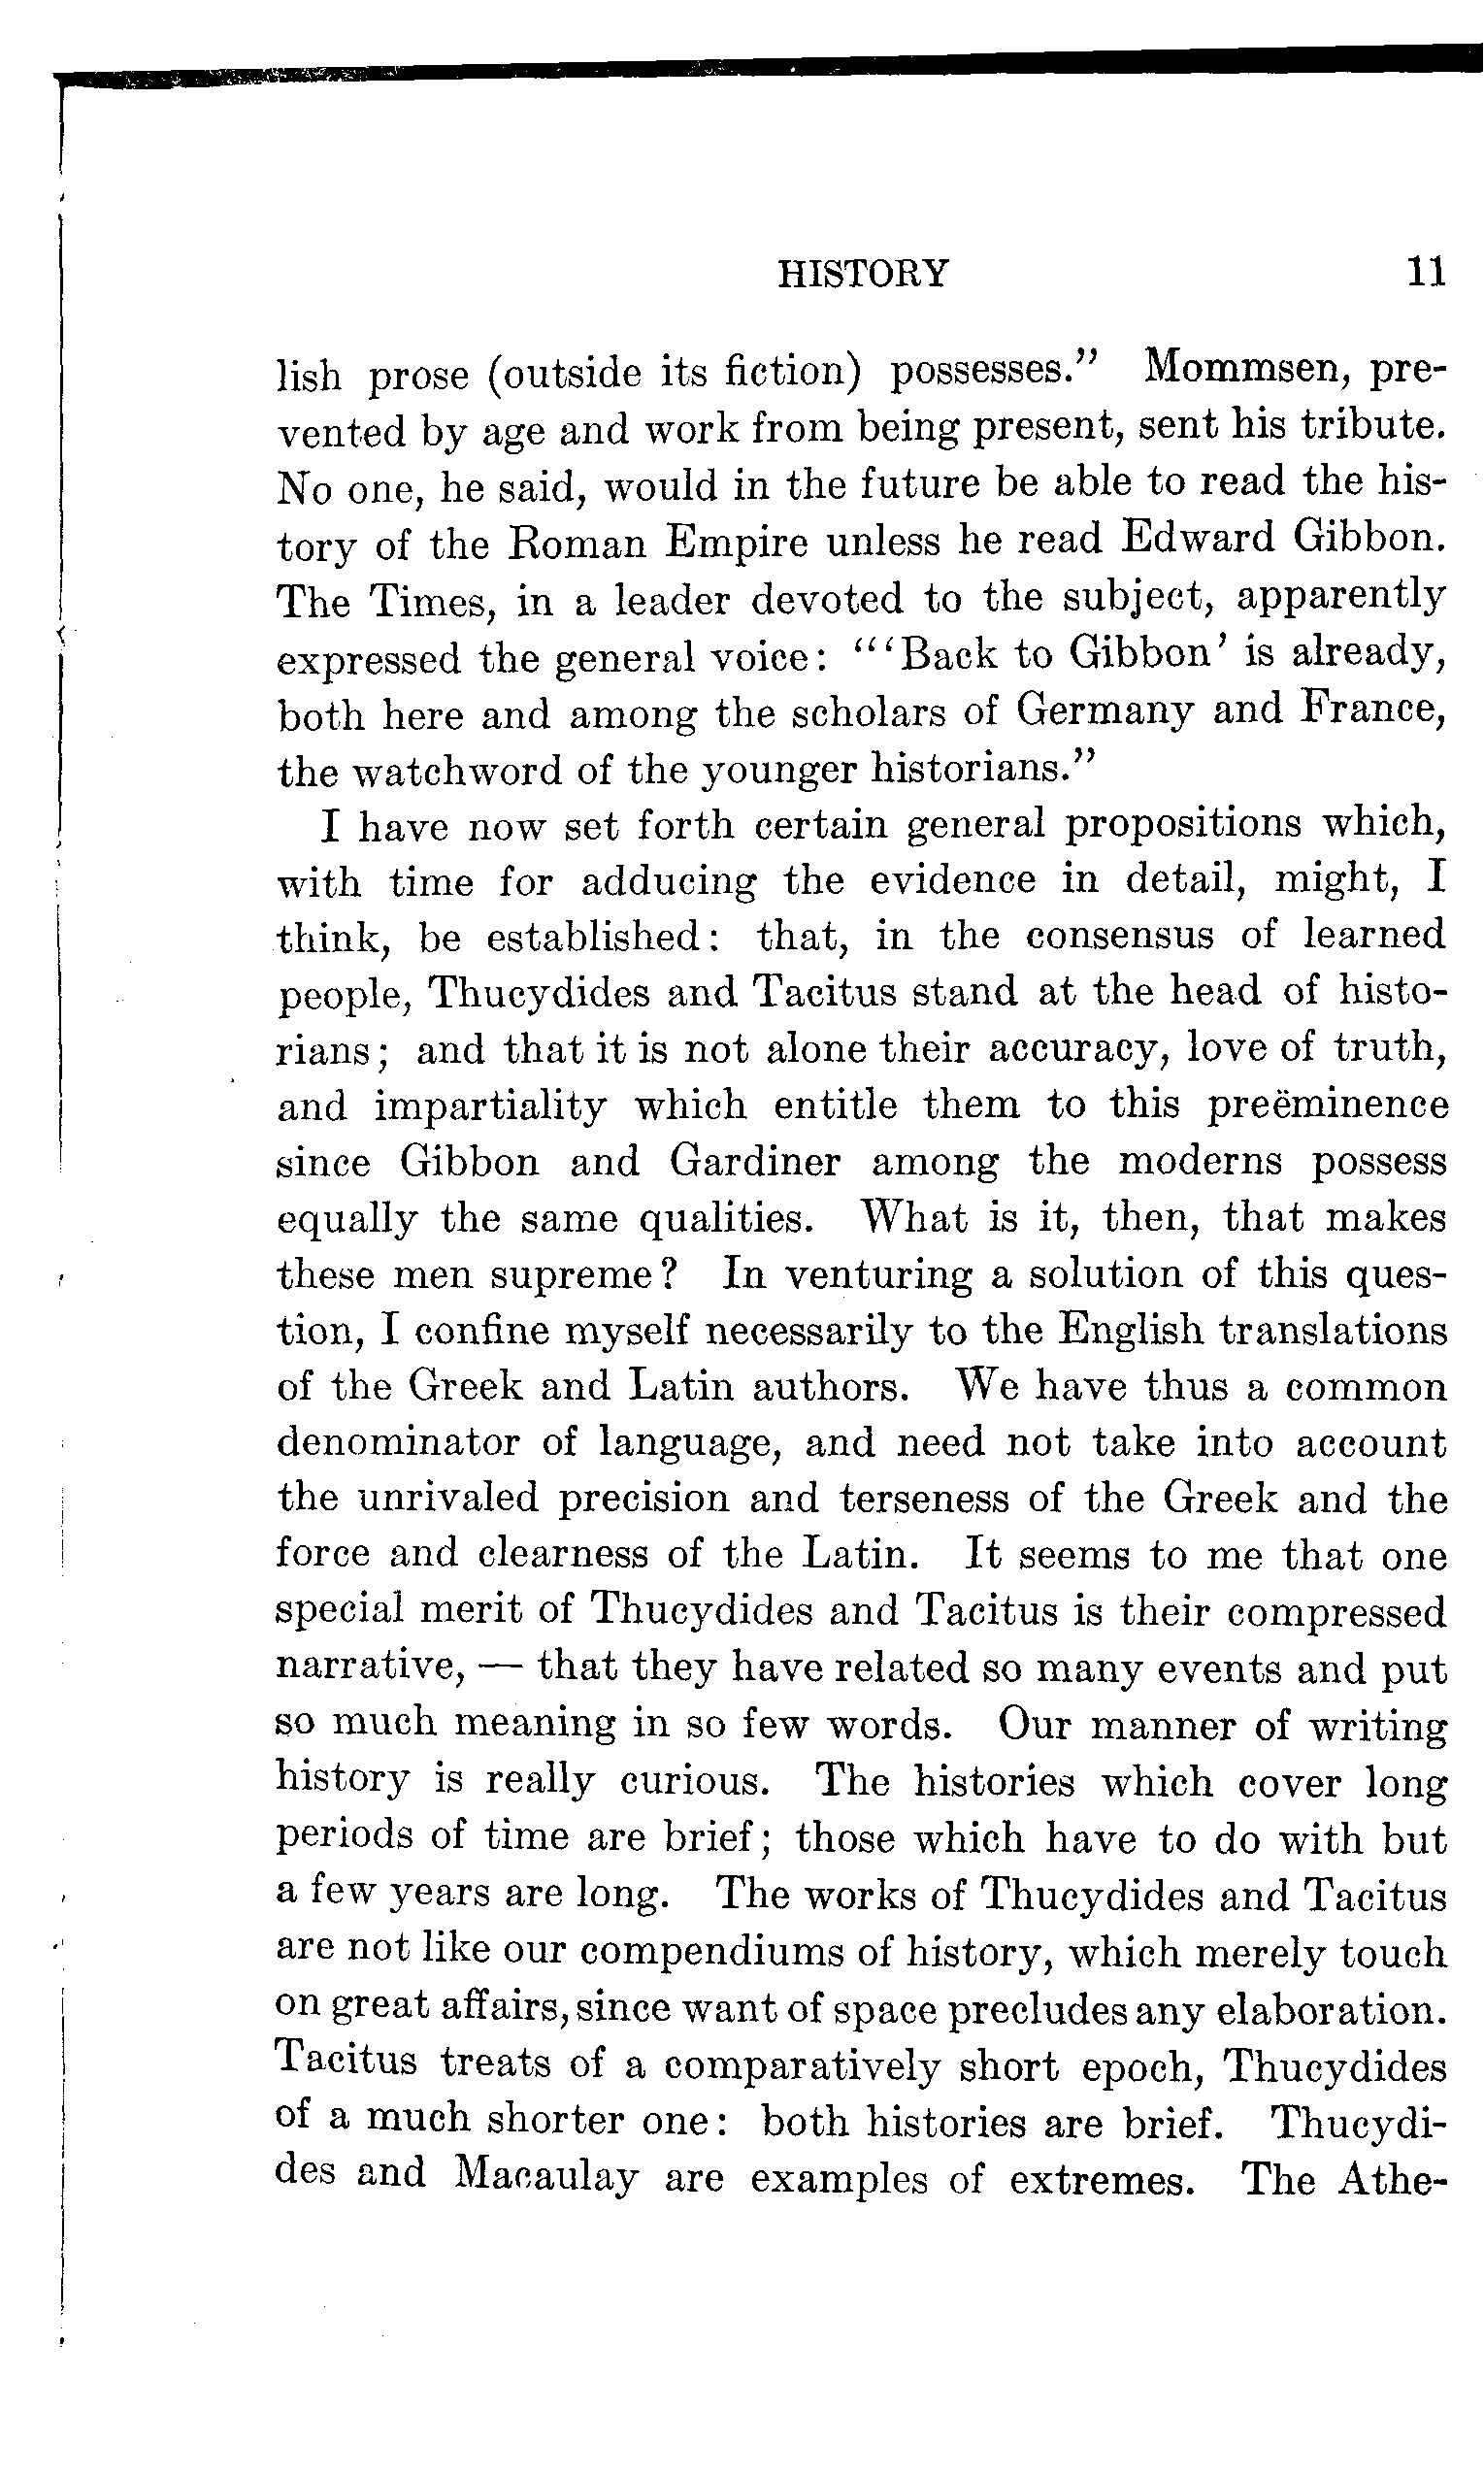 HISTORY 11
lish prose (outside its fiction) possesses." Mommsen, pre-
vented by age and work from being present, sent his tribute.
No one, he said, would in the future be able to read the his-
tory of the Roman Empire unless he read Edward Gibbon.
The Times, in a leader devoted to the subject, apparently
expressed the general voice: "'Back to Gibbon' is already,
both here and among the scholars of Germany and France,
the watchword of the younger historians."
I have now set forth certain general propositions which,
with time for adducing the evidence in detail, might, I
think, be established: that, in the consensus of learned
people, Thucydides and Tacitus stand at the head of histo-
rians; and that it is not alone their accuracy, love of truth,
and impartiality which entitle them to this preëminence
since Gibbon and Gardiner among the moderns possess
equally the same qualities. What is it, then, that makes
these men supreme? In venturing a solution of this ques-
tion, I confine myself necessarily to the English translations
of the Greek and Latin authors. We have thus a common
denominator of language, and need not take into account
the unrivaled precision and terseness of the Greek and the
force and clearness of the Latin. It seems to me that one
special merit of Thucydides and Tacitus is their compressed
narrative, — that they have related so many events and put
so much meaning in so few words. Our manner of writing
history is really curious. The histories which cover long
periods of time are brief; those which have to do with but
a few years are long. The works of Thucydides and Tacitus
are not like our compendiums of history, which merely touch
on great affairs, since want of space precludes any elaboration.
Tacitus treats of a comparatively short epoch, Thucydides
of a much shorter one: both histories are brief. Thucydi-
des and Macaulay are examples of extremes. The Athe-